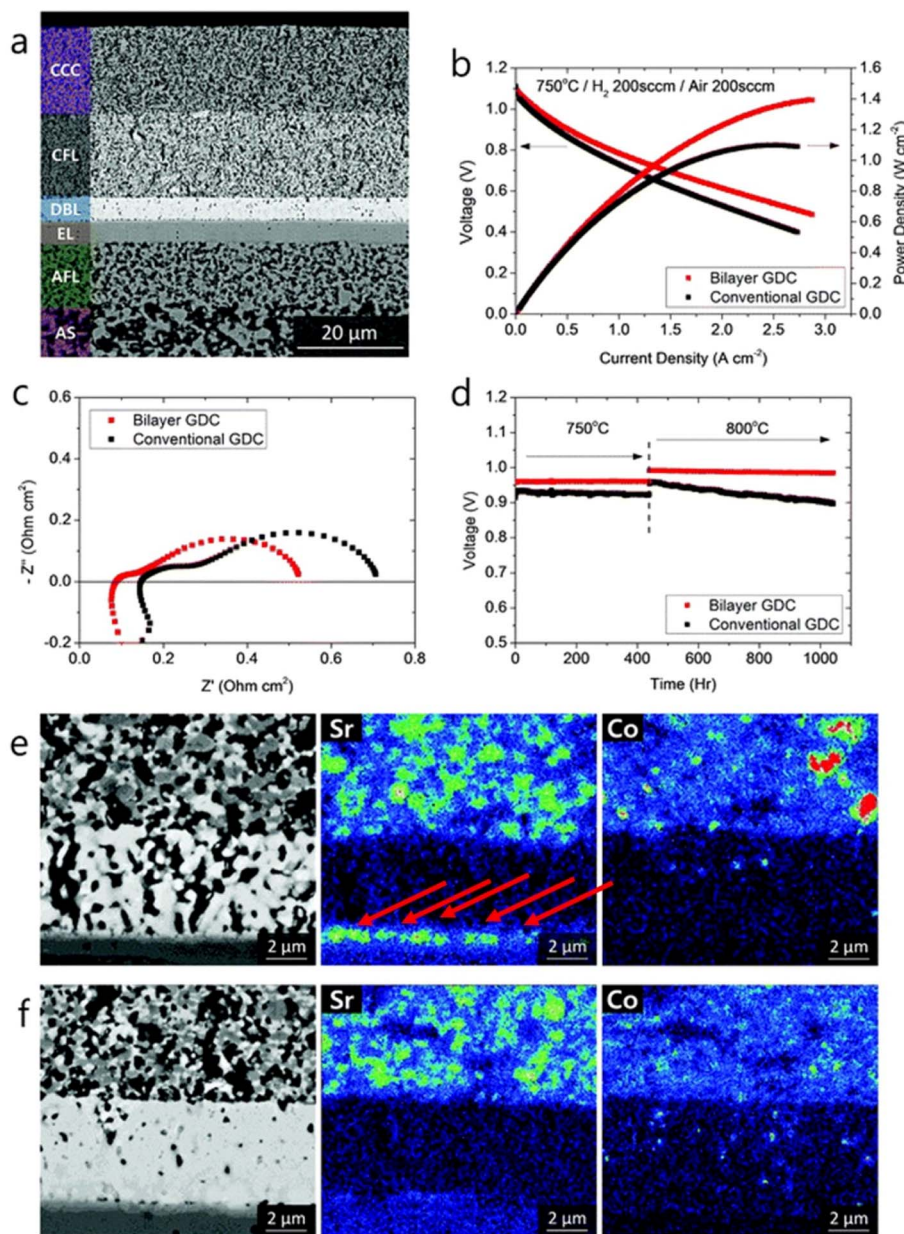 a
CCC
CFL
DBL
EL
AFL
AS
20 μm
b
750°C / H2 200sccm / Air 200sccm
1.2
1.0
0.8
0.6
0.4
0.2
0.0
Voltage (V)
1.6
1.4
1.2
1.0
0.8
0.6
0.4
0.2
0.0
Power Density (W cm-2)
Bilayer GDC
Conventional GDC
0.0 0.5 1.0 1.5 2.0 2.5 3.0
Current Density (A cm-2)
c
0.6
0.4
0.2
0.0
-0.2
- Z'' (Ohm cm2)
Bilayer GDC
Conventional GDC
0.0 0.2 0.4 0.6 0.8
Z' (Ohm cm2)
d
1.2
1.1
1.0
0.9
0.8
0.7
0.6
0.5
Voltage (V)
750°C
800°C
Bilayer GDC
Conventional GDC
0 200 400 600 800 1000
Time (Hr)
e
Sr
Co
2 μm
2 μm
2 μm
f
Sr
Co
2 μm
2 μm
2 μm